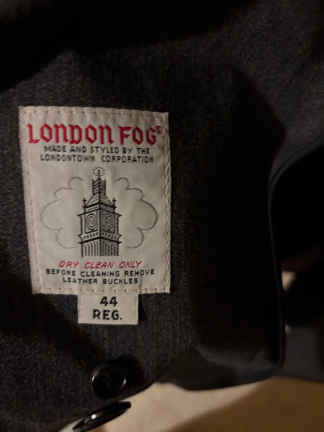 LONDON FOG®
MADE AND STYLED BY THE
LONDONTOWN CORPORATION
DRY CLEAN ONLY
BEFORE CLEANING REMOVE
LEATHER BUCKLES
44
REG.